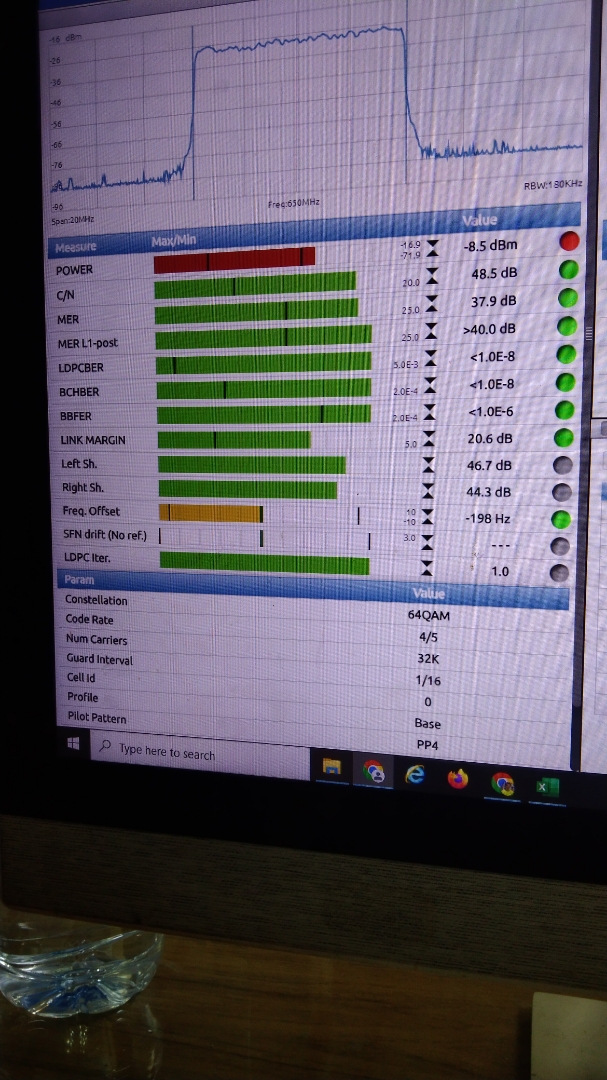 -16 dBm
-26
-36
-46
-56
-66
-76
-96
Span:20MHz
Freq:650MHz
RBW:180KHz
Measure Max/Min Value
POWER -16.9 -71.9 -8.5 dBm
C/N 20.0 48.5 dB
MER 25.0 37.9 dB
MER L1-post 25.0 >40.0 dB
LDPCBER 5.0E-3 <1.0E-8
BCHBER 2.0E-4 <1.0E-8
BBFER 2.0E-4 <1.0E-6
LINK MARGIN 5.0 20.6 dB
Left Sh. 46.7 dB
Right Sh. 44.3 dB
Freq. Offset 10 -10 -198 Hz
SFN drift (No ref.) 3.0 ---
LDPC Iter. 1.0
Param Value
Constellation 64QAM
Code Rate 4/5
Num Carriers 32K
Guard Interval 1/16
Cell Id 0
Profile Base
Pilot Pattern PP4
Type here to search